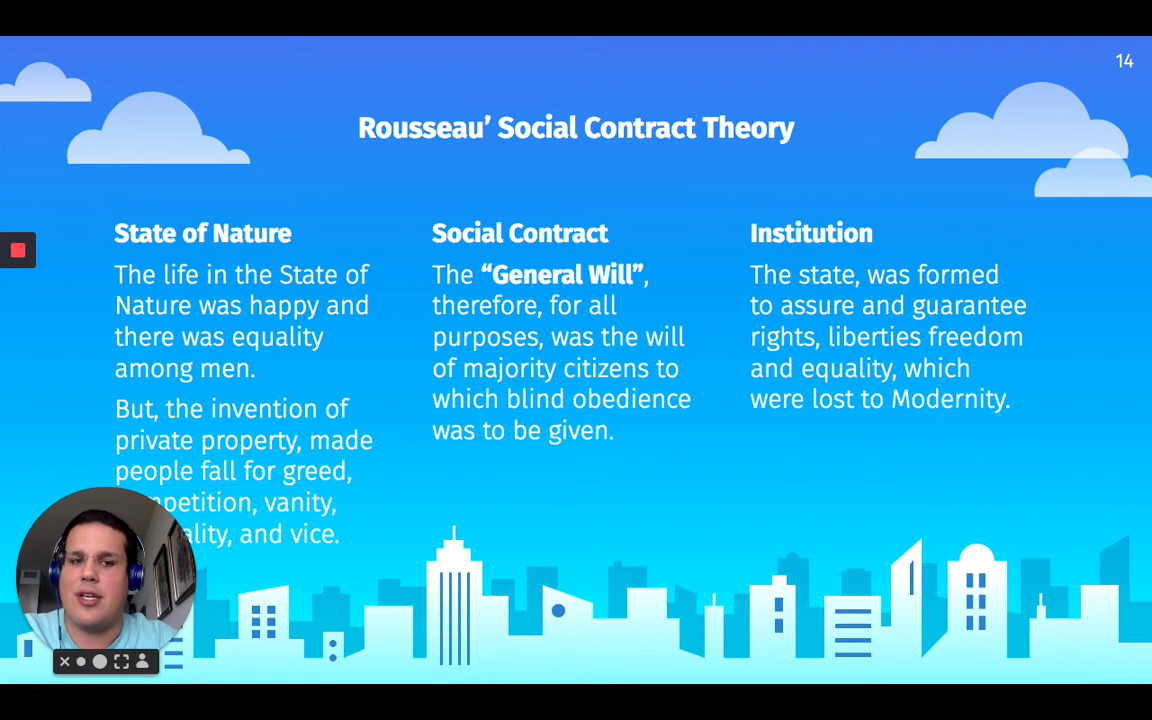 14
Rousseau’ Social Contract Theory
State of Nature
The life in the State of
Nature was happy and
there was equality
among men.
But, the invention of
private property, made
people fall for greed,
vanity,
and vice.
Social Contract
The “General Will”,
therefore, for all
purposes, was the will
of majority citizens to
which blind obedience
was to be given.
Institution
The state, was formed
to assure and guarantee
rights, liberties freedom
and equality, which
were lost to Modernity.